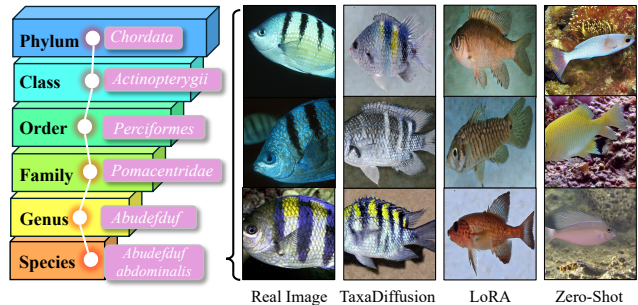 Phylum Chordata
Class Actinopterygii
Order Perciformes
Family Pomacentridae
Genus Abudefduf
Species Abudefduf
abdominalis
Real Image TaxaDiffusion LoRA Zero-Shot